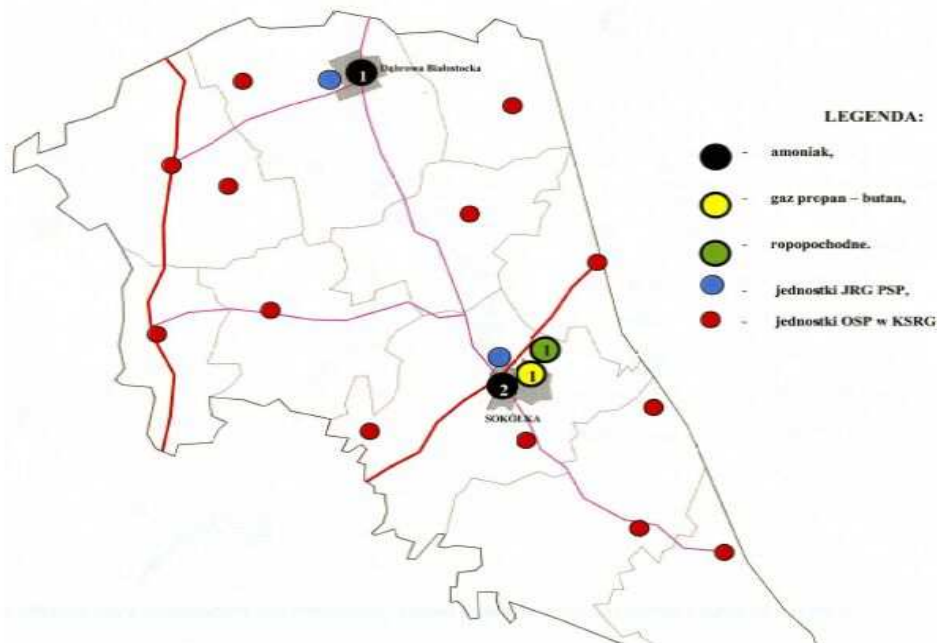 1
Dąbrowa Białostocka
LEGENDA:
- amoniak,
- gaz propan – butan,
- ropopochodne.
- jednostki JRG PSP,
- jednostki OSP w KSRG
1
1
2
SOKÓŁKA